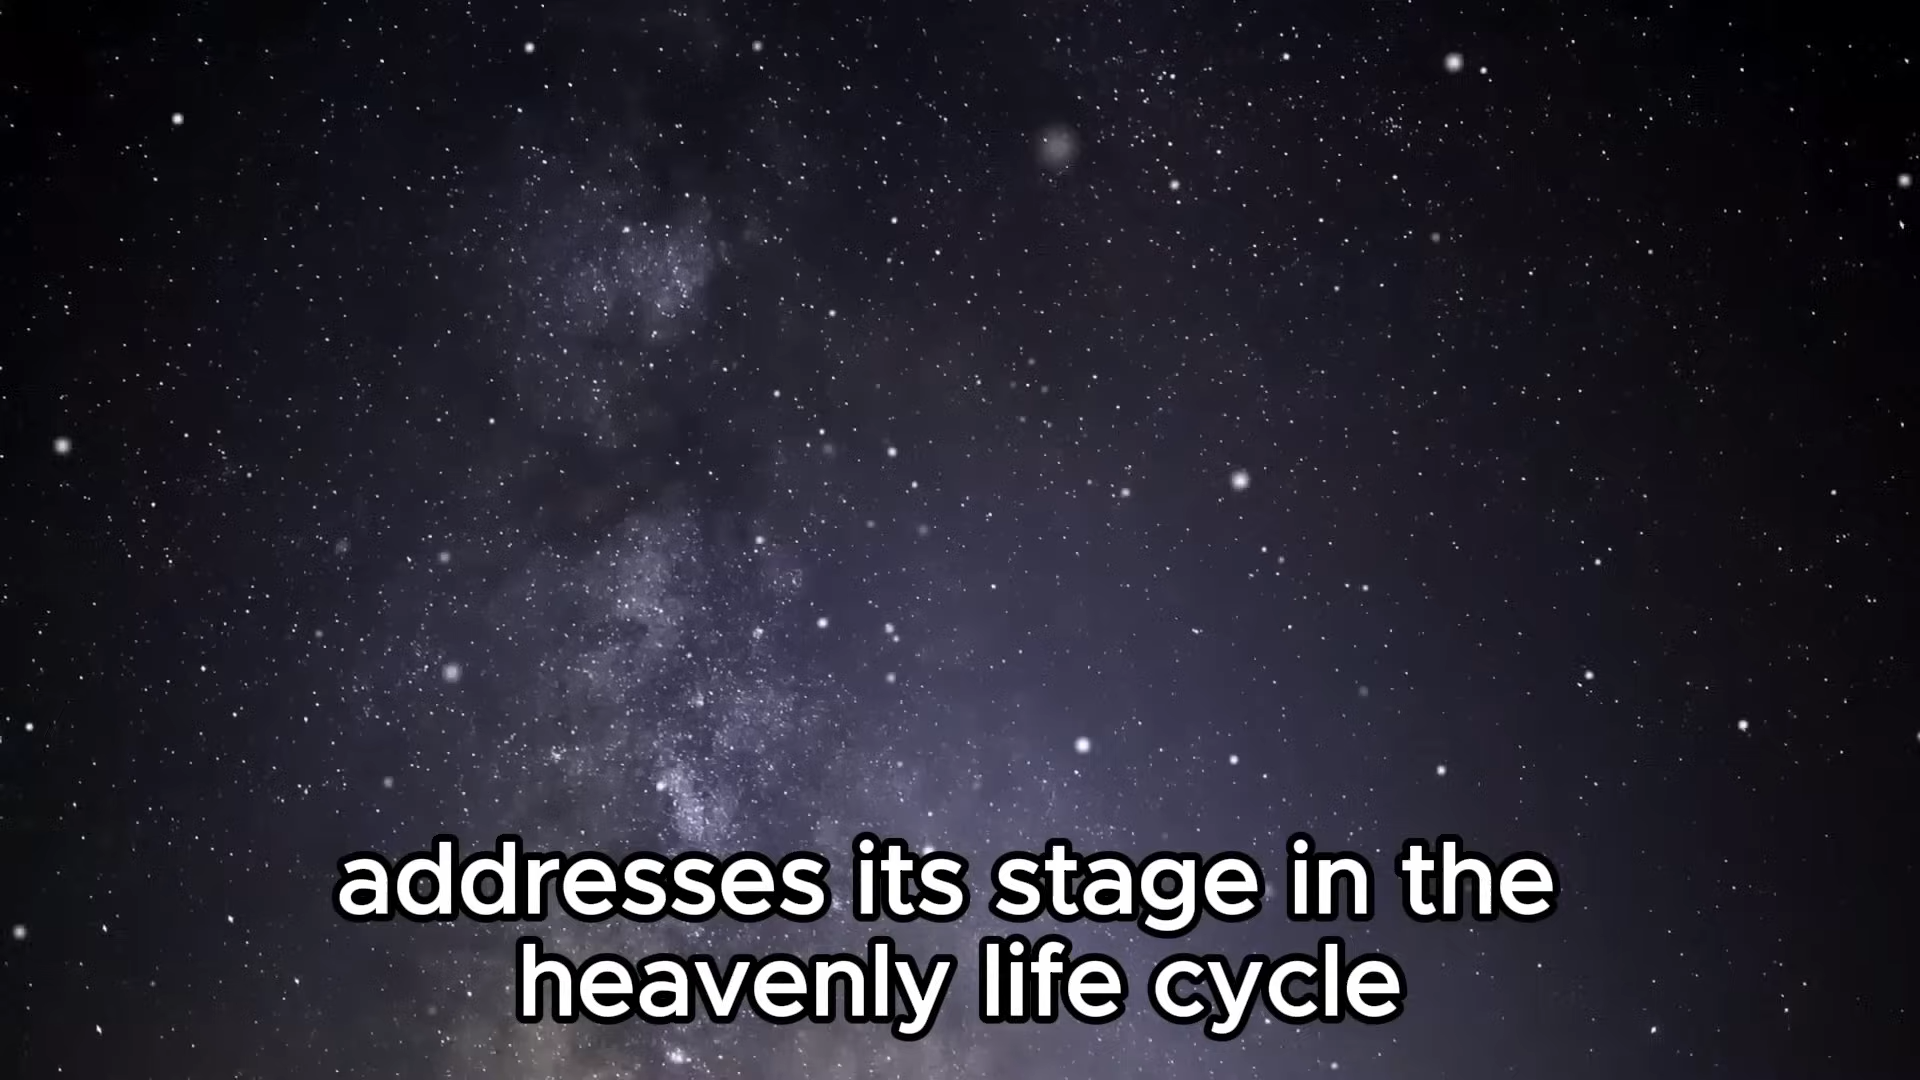 addresses its stage in the
heavenly life cycle